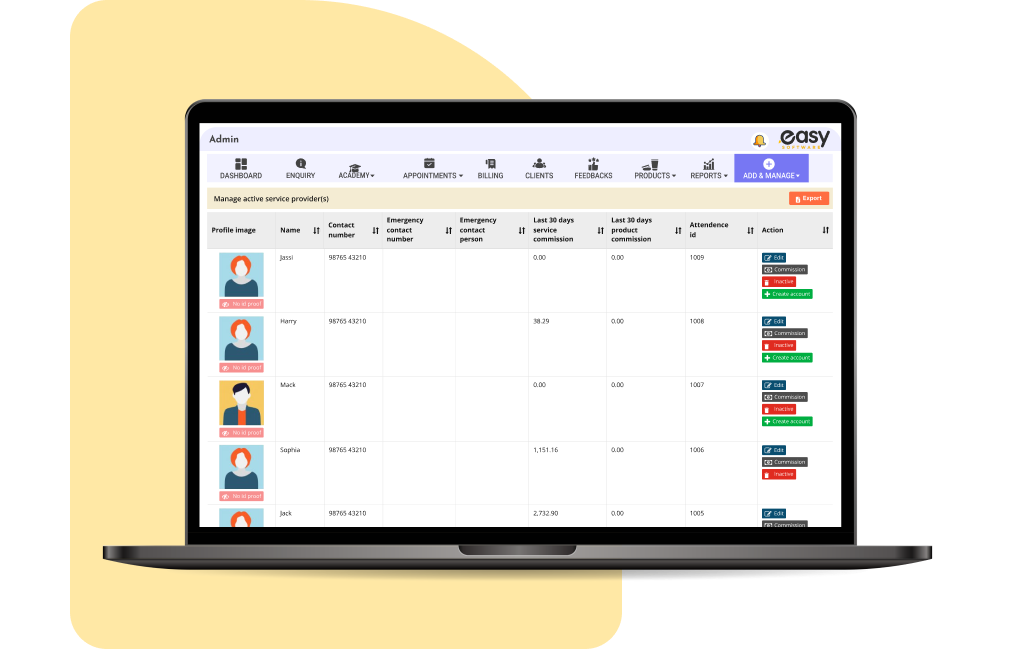 Admin
easy
SOFTWARE
DASHBOARD
ENQUIRY
ACADEMY
APPOINTMENTS
BILLING
CLIENTS
FEEDBACKS
PRODUCTS
REPORTS
ADD & MANAGE
Manage active service provider(s)
Export
Profile image
Name
Contact
number
Emergency
contact
number
Emergency
contact
person
Last 30 days
service
commission
Last 30 days
product
commission
Attendence
id
Action
No id proof
Jassi
98765 43210
0.00
0.00
1009
Edit
Commission
Inactive
Create account
No id proof
Harry
98765 43210
38.29
0.00
1008
Edit
Commission
Inactive
Create account
No id proof
Mack
98765 43210
0.00
0.00
1007
Edit
Commission
Inactive
Create account
No id proof
Sophia
98765 43210
1,151.16
0.00
1006
Edit
Commission
Inactive
Jack
98765 43210
2,732.90
0.00
1005
Edit
Commission